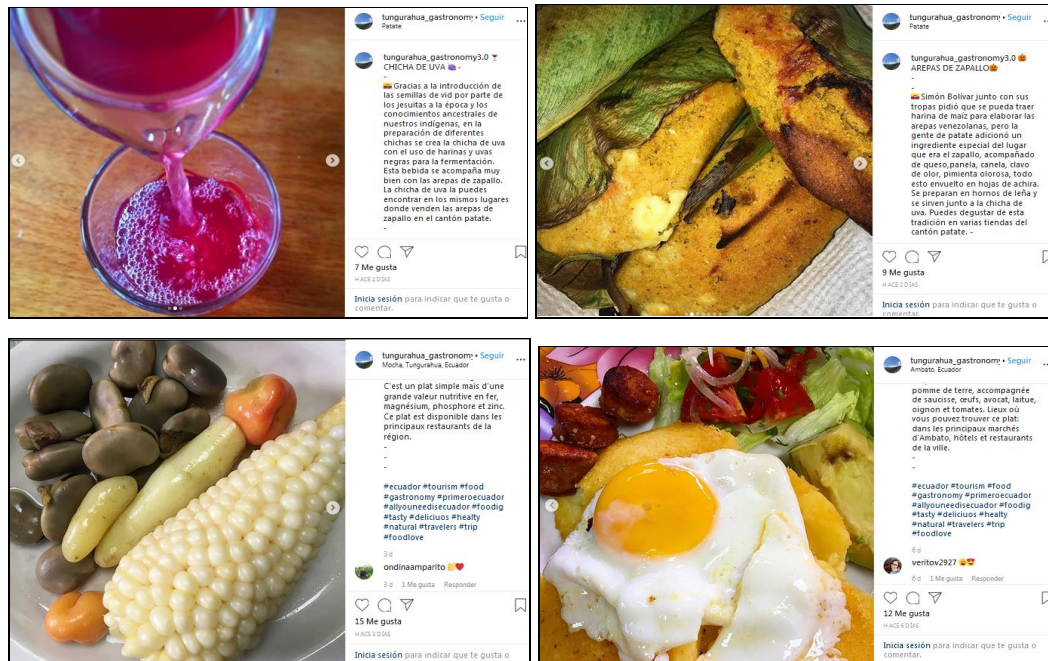 tungurahua_gastronomy • Seguir
Patate
tungurahua_gastronomy3.0 🍷
CHICHA DE UVA 🍇 -
-
🇪🇨 Gracias a la introducción de
las semillas de vid por parte de
los jesuitas a la época y los
conocimientos ancestrales de
nuestros indígenas, en la
preparación de diferentes
chichas se crea la chicha de uva
con el uso de harinas y uvas
negras para la fermentación.
Esta bebida se acompaña muy
bien con las arepas de zapallo.
La chicha de uva la puedes
encontrar en los mismos lugares
donde venden las arepas de
zapallo en el cantón patate.
-
7 Me gusta
HACE 2 DÍAS
Inicia sesión para indicar que te gusta o
comentar.
tungurahua_gastronomy • Seguir
Patate
tungurahua_gastronomy3.0 🎃
AREPAS DE ZAPALLO🎃
-
-
🇪🇨 Simón Bolívar junto con sus
tropas pidió que se pueda traer
harina de maíz para elaborar las
arepas venezolanas, pero la
gente de patate adicionó un
ingrediente especial del lugar
que era el zapallo, acompañado
de queso,panela, canela, clavo
de olor, pimienta olorosa, todo
esto envuelto en hojas de achira.
Se preparan en hornos de leña y
se sirven junto a la chicha de
uva. Puedes degustar de esta
tradición en varias tiendas del
cantón patate. -
9 Me gusta
HACE 2 DÍAS
Inicia sesión para indicar que te gusta o
comentar.
tungurahua_gastronomy • Seguir
Mocha, Tungurahua, Ecuador
C'est un plat simple mais d'une
grande valeur nutritive en fer,
magnésium, phosphore et zinc.
Ce plat est disponible dans les
principaux restaurants de la
région.
-
-
-
#ecuador #tourism #food
#gastronomy #primeroecuador
#allyouneedisecuador #foodig
#tasty #deliciuos #healty
#natural #travelers #trip
#foodlove
3 d
ondinaamparito
3 d 1 Me gusta Responder
15 Me gusta
HACE 3 DÍAS
Inicia sesión para indicar que te gusta o
tungurahua_gastronomy • Seguir
Ambato, Ecuador
pomme de terre, accompagnée
de saucisse, œufs, avocat, laitue,
oignon et tomates. Lieux où
vous pouvez trouver ce plat:
dans les principaux marchés
d'Ambato, hôtels et restaurants
de la ville.
-
-
#ecuador #tourism #food
#gastronomy #primeroecuador
#allyouneedisecuador #foodig
#tasty #deliciuos #healty
#natural #travelers #trip
#foodlove
6 d
veritov2927 😩😍
6 d 1 Me gusta Responder
12 Me gusta
HACE 6 DÍAS
Inicia sesión para indicar que te gusta o
comentar.